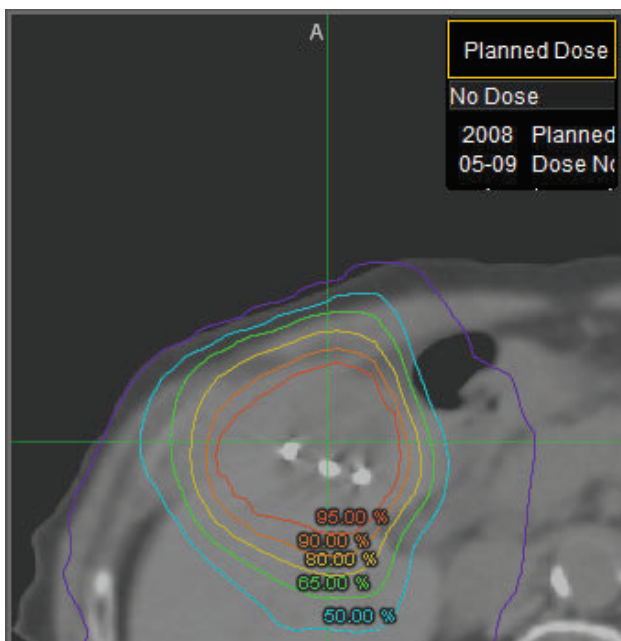 A
Planned Dose
No Dose
2008 Planned
05-09 Dose No
95.00 %
90.00 %
80.00 %
65.00 %
50.00 %